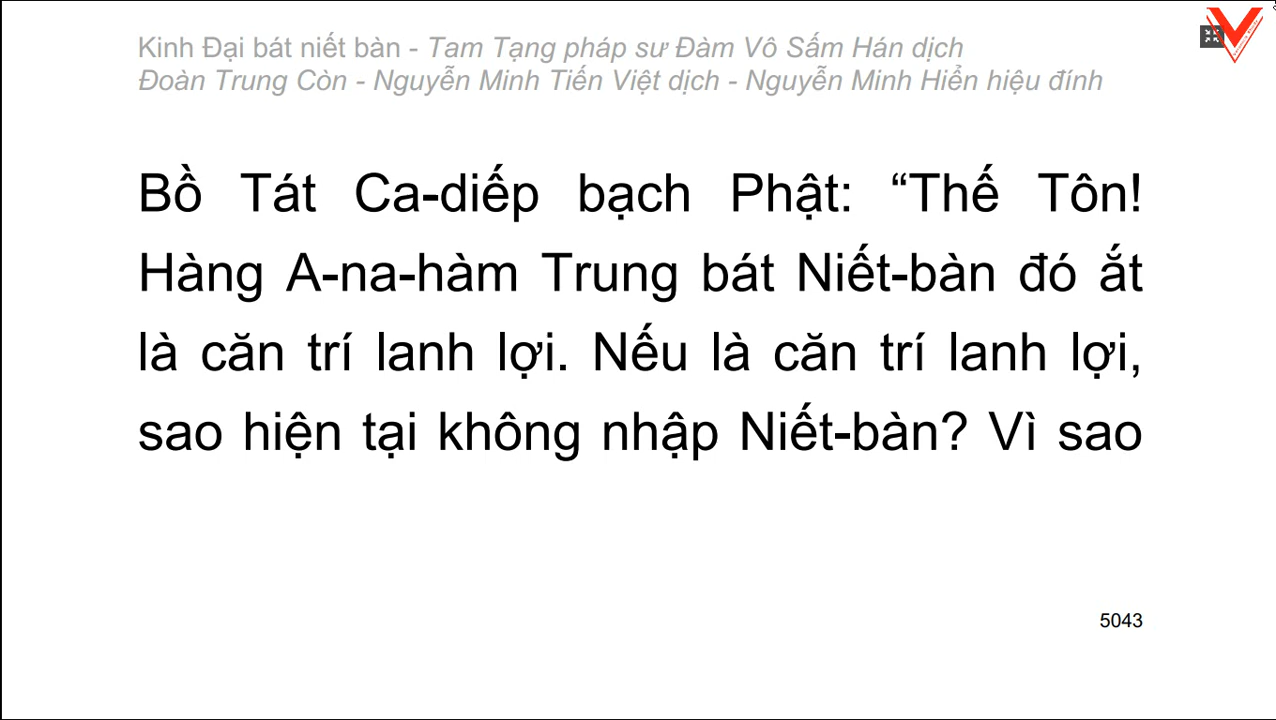 Kinh Đại bát niết bàn - Tam Tạng pháp sư Đàm Vô Sấm Hán dịch
Đoàn Trung Còn - Nguyễn Minh Tiến Việt dịch - Nguyễn Minh Hiển hiệu đính
Bồ Tát Ca-diếp bạch Phật: “Thế Tôn!
Hàng A-na-hàm Trung bát Niết-bàn đó ắt
là căn trí lanh lợi. Nếu là căn trí lanh lợi,
sao hiện tại không nhập Niết-bàn? Vì sao
5043